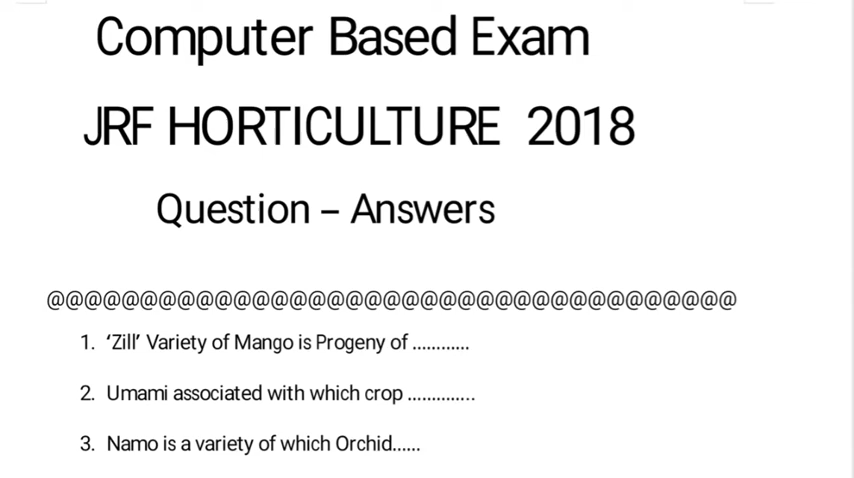 Computer Based Exam
JRF HORTICULTURE 2018
Question – Answers
@@@@@@@@@@@@@@@@@@@@@@@@@@@@@@@@@@@@@
1. ‘Zill’ Variety of Mango is Progeny of ............
2. Umami associated with which crop ..............
3. Namo is a variety of which Orchid......